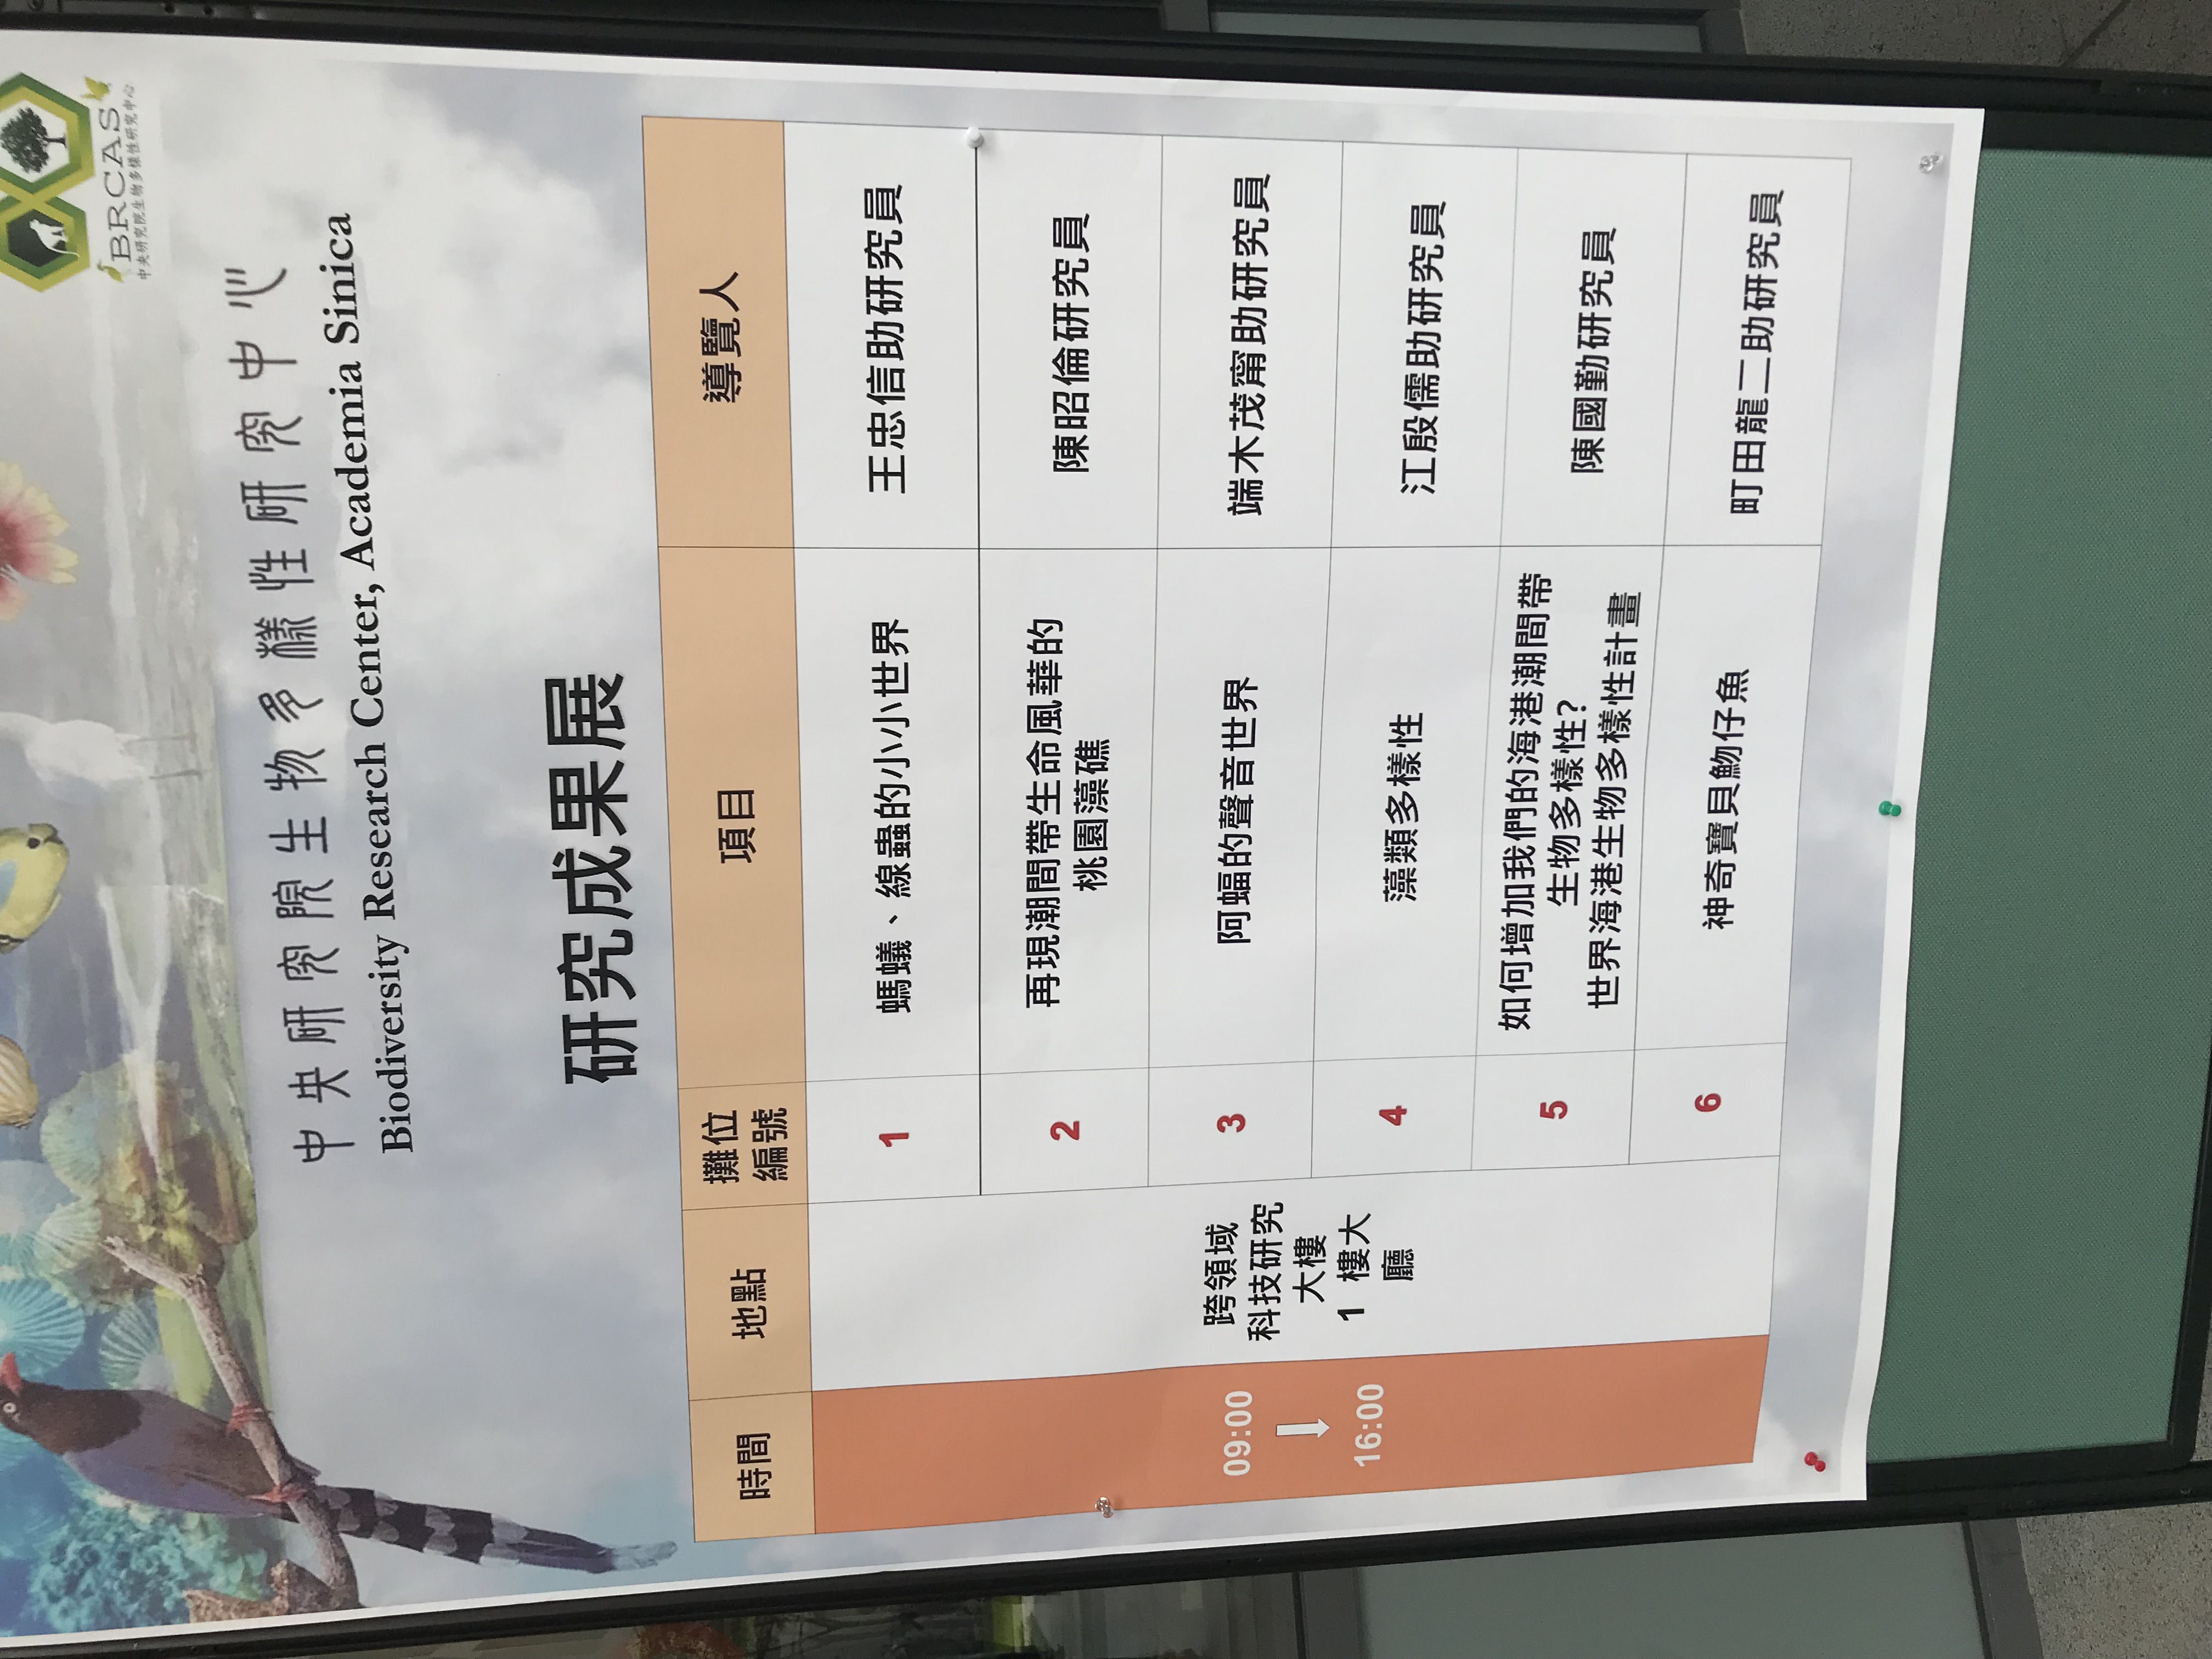 BRCAS
中央研究院生物多樣性研究中心
中央研究院生物多樣性研究中心
Biodiversity Research Center, Academia Sinica
研究成果展
時間
地點
攤位
編號
項目
導覽人
09:00
16:00
跨領域
科技研究
大樓
1 樓大
廳
1
螞蟻、線蟲的小小世界
王忠信助研究員
2
再現潮間帶生命風華的
桃園藻礁
陳昭倫研究員
3
阿蝠的聲音世界
端木茂甯助研究員
4
藻類多樣性
江殷儒助研究員
5
如何增加我們的海港潮間帶
生物多樣性?
世界海港生物多樣性計畫
陳國勤研究員
6
神奇寶貝魩仔魚
町田龍二助研究員